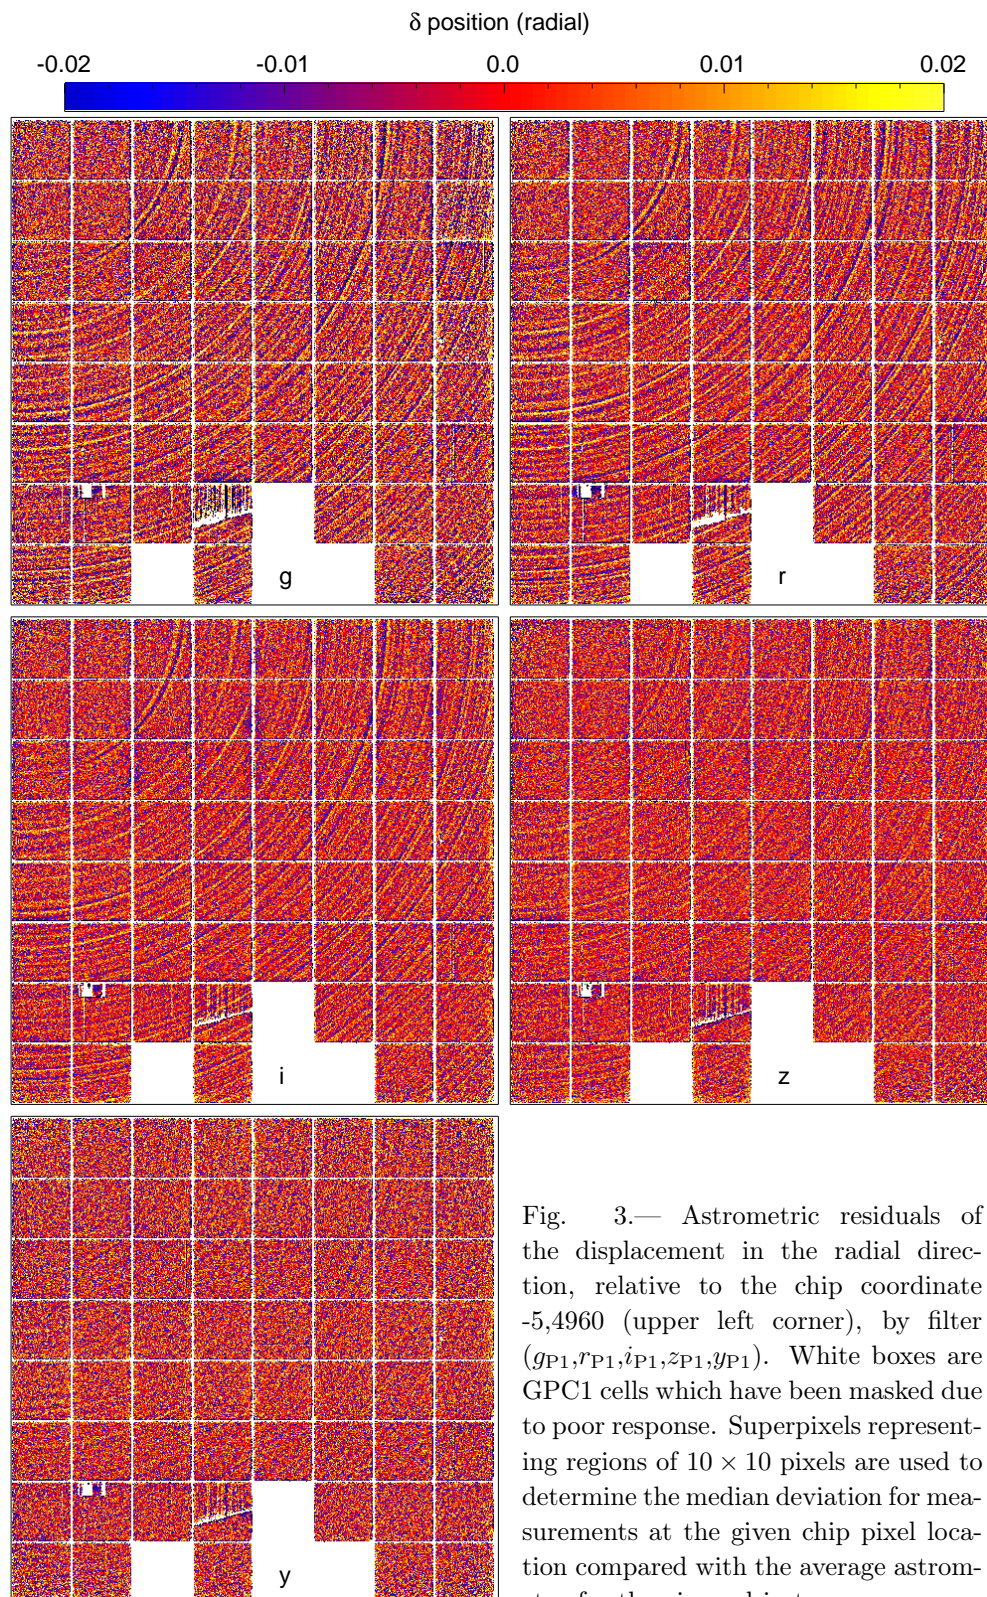 δ position (radial)
-0.02 -0.01 0.0 0.01 0.02
g r
i z
y
Fig. 3.— Astrometric residuals of
the displacement in the radial direc-
tion, relative to the chip coordinate
-5,4960 (upper left corner), by filter
(gP1,rP1,iP1,zP1,yP1). White boxes are
GPC1 cells which have been masked due
to poor response. Superpixels represent-
ing regions of 10 × 10 pixels are used to
determine the median deviation for mea-
surements at the given chip pixel loca-
tion compared with the average astrom-